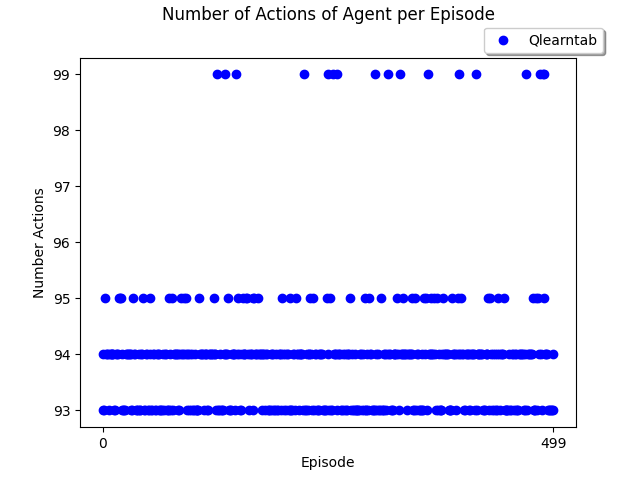 Number of Actions of Agent per Episode
Qlearntab
99
98
97
96
95
94
93
Number Actions
0
499
Episode